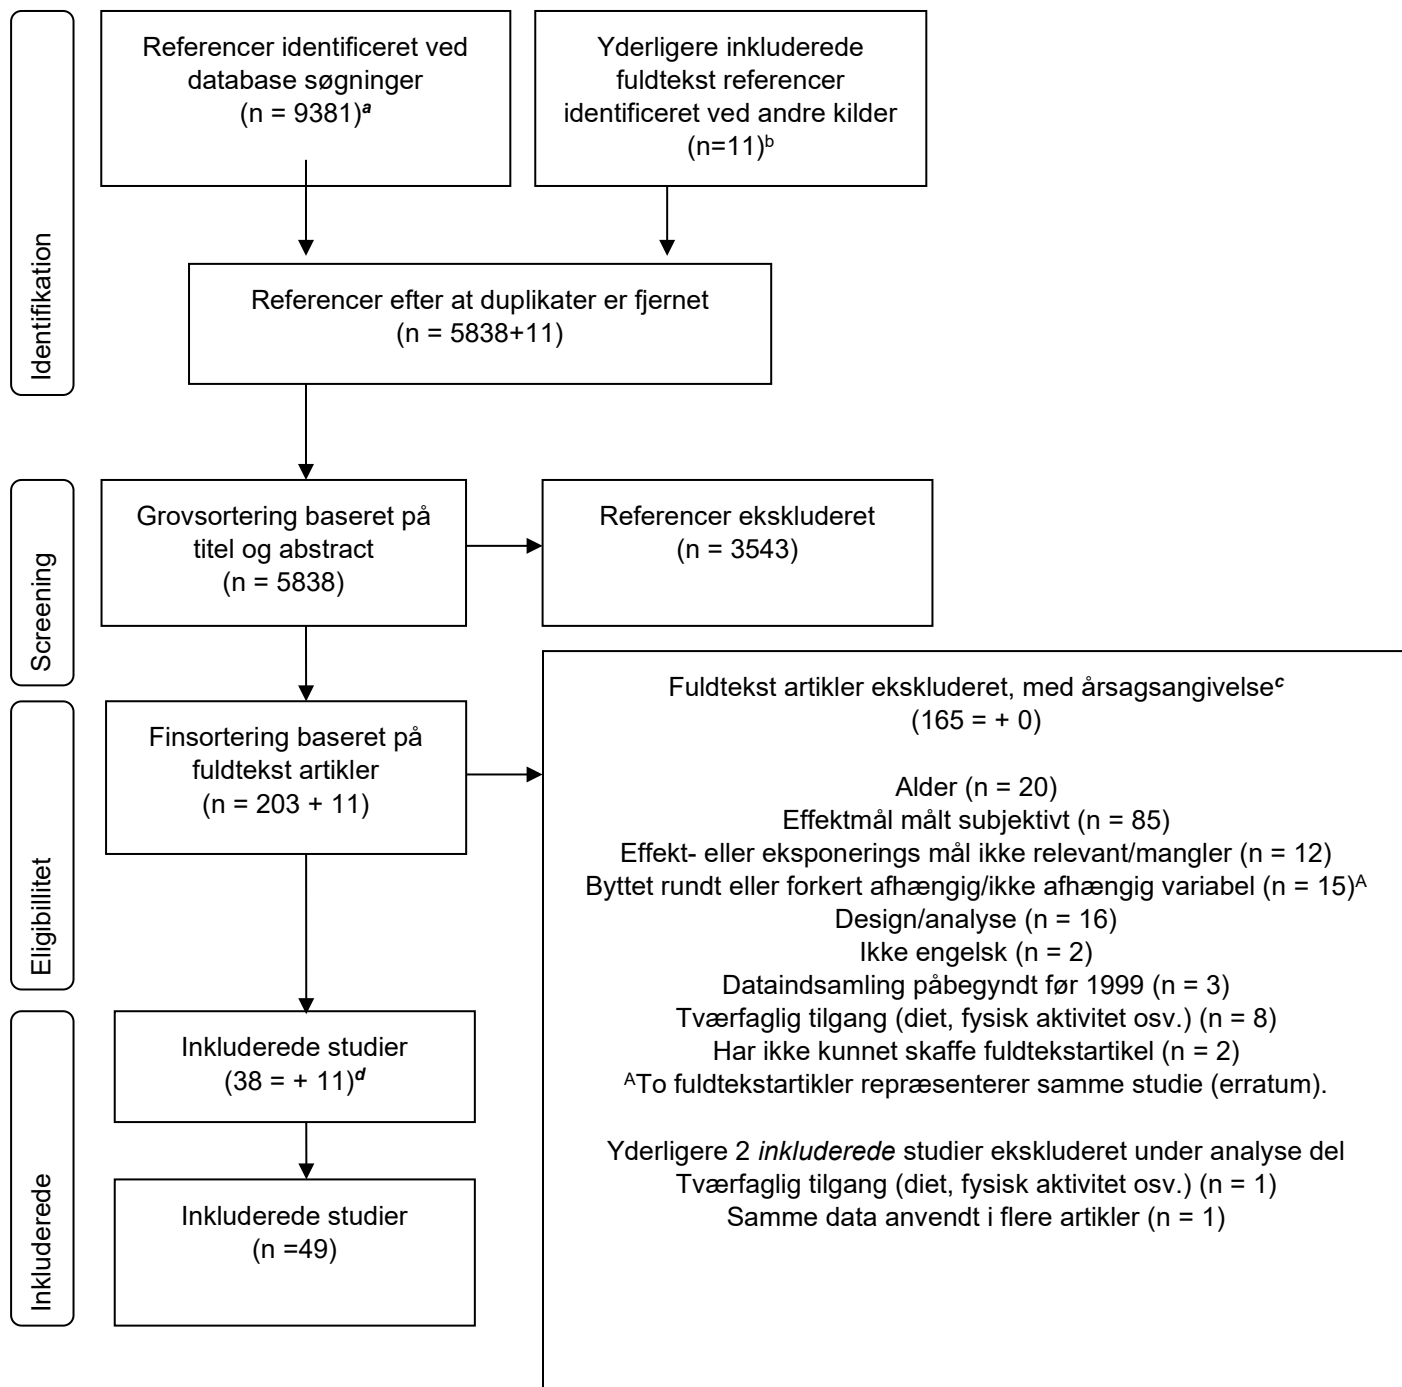 Identifikation
Referencer identificeret ved
database søgninger
(n = 9381)a
Yderligere inkluderede
fuldtekst referencer
identificeret ved andre kilder
(n=11)b
Referencer efter at duplikater er fjernet
(n = 5838+11)
Screening
Grovsortering baseret på
titel og abstract
(n = 5838)
Referencer ekskluderet
(n = 3543)
Eligibilitet
Finsortering baseret på
fuldtekst artikler
(n = 203 + 11)
Fuldtekst artikler ekskluderet, med årsagsangivelsec
(165 = + 0)
Alder (n = 20)
Effektmål målt subjektivt (n = 85)
Effekt- eller eksponerings mål ikke relevant/mangler (n = 12)
Byttet rundt eller forkert afhængig/ikke afhængig variabel (n = 15)A
Design/analyse (n = 16)
Ikke engelsk (n = 2)
Dataindsamling påbegyndt før 1999 (n = 3)
Tværfaglig tilgang (diet, fysisk aktivitet osv.) (n = 8)
Har ikke kunnet skaffe fuldtekstartikel (n = 2)
ATo fuldtekstartikler repræsenterer samme studie (erratum).
Yderligere 2 inkluderede studier ekskluderet under analyse del
Tværfaglig tilgang (diet, fysisk aktivitet osv.) (n = 1)
Samme data anvendt i flere artikler (n = 1)
Inkluderede
Inkluderede studier
(38 = + 11)d
Inkluderede studier
(n =49)